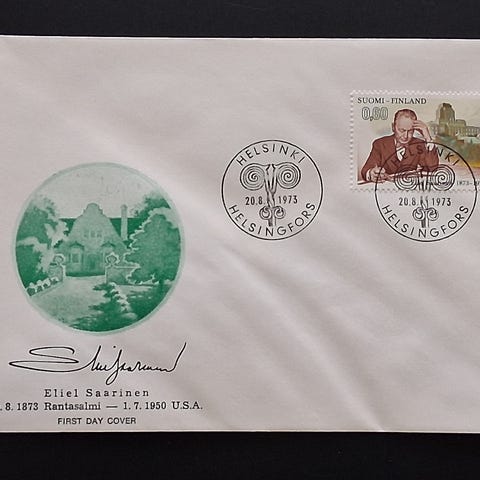 SUOMI-FINLAND
0,60
1873-
HELSINKI
20.8.1973
HELSINGFORS
HELSINKI
20.8.1973
HELSINGFORS
Eliel Saarinen
.8.1873 Rantasalmi — 1.7.1950 U.S.A.
FIRST DAY COVER